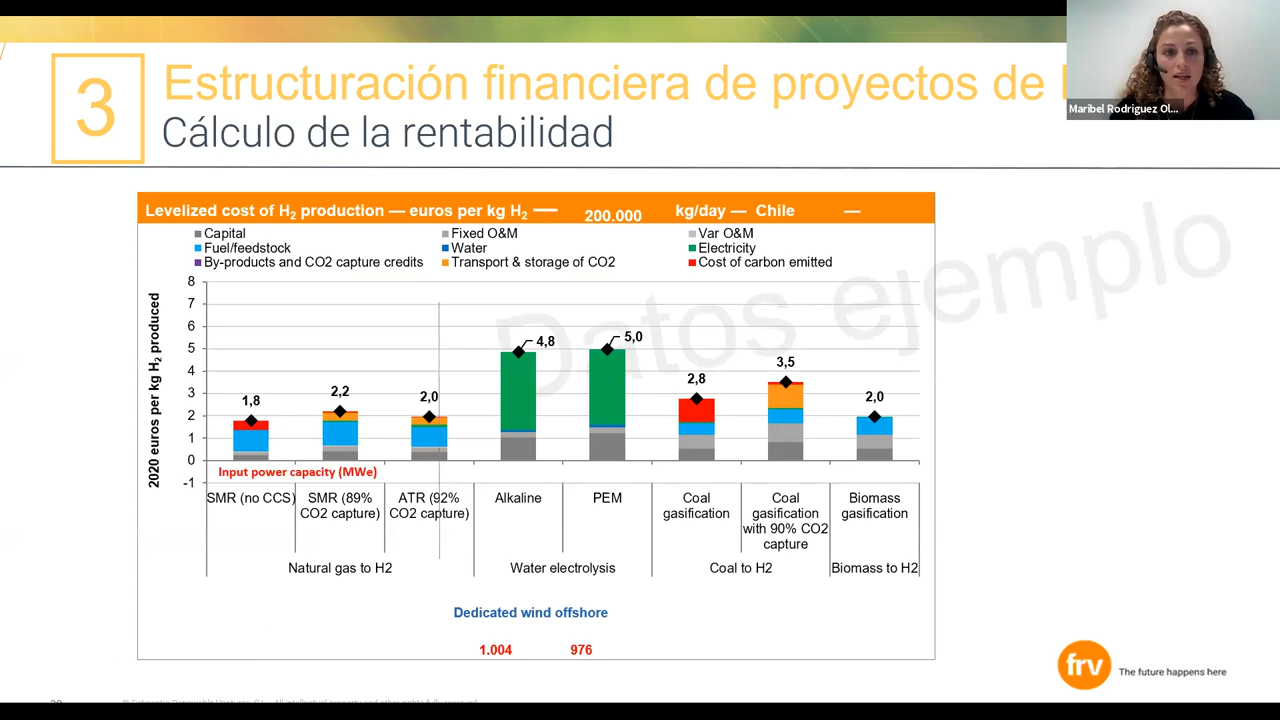 3
Estructuración financiera de proyectos de
Cálculo de la rentabilidad
Maribel Rodriguez Ol...
Levelized cost of H₂ production — euros per kg H₂ — 200.000 kg/day — Chile —
Capital Fixed O&M Var O&M
Fuel/feedstock Water Electricity
By-products and CO2 capture credits Transport & storage of CO2 Cost of carbon emitted
Datos ejemplo
2020 euros per kg H₂ produced
8
7
6
5
4
3
2
1
0
-1
1,8 2,2 2,0 4,8 5,0 2,8 3,5 2,0
Input power capacity (MWe)
SMR (no CCS) SMR (89% ATR (92% Alkaline PEM Coal Coal Biomass
CO2 capture) CO2 capture) gasification gasification gasification
with 90% CO2
capture
Natural gas to H2 Water electrolysis Coal to H2 Biomass to H2
Dedicated wind offshore
1.004 976
frv
The future happens here